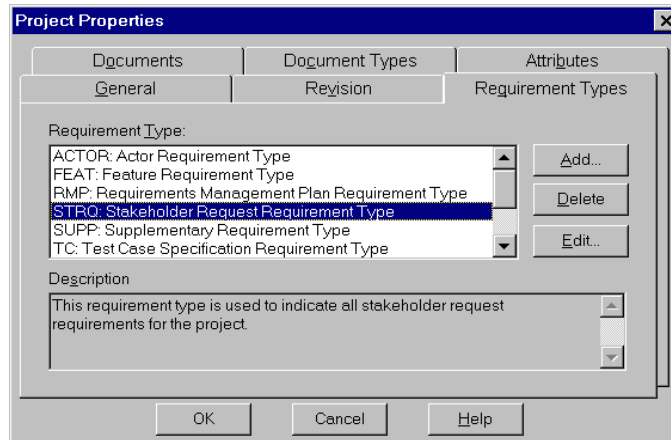 Project Properties
Documents
Document Types
Attributes
General
Revision
Requirement Types
Requirement Type:
ACTOR: Actor Requirement Type
FEAT: Feature Requirement Type
RMP: Requirements Management Plan Requirement Type
STRQ: Stakeholder Request Requirement Type
SUPP: Supplementary Requirement Type
TC: Test Case Specification Requirement Type
Add...
Delete
Edit...
Description
This requirement type is used to indicate all stakeholder request
requirements for the project.
OK
Cancel
Help